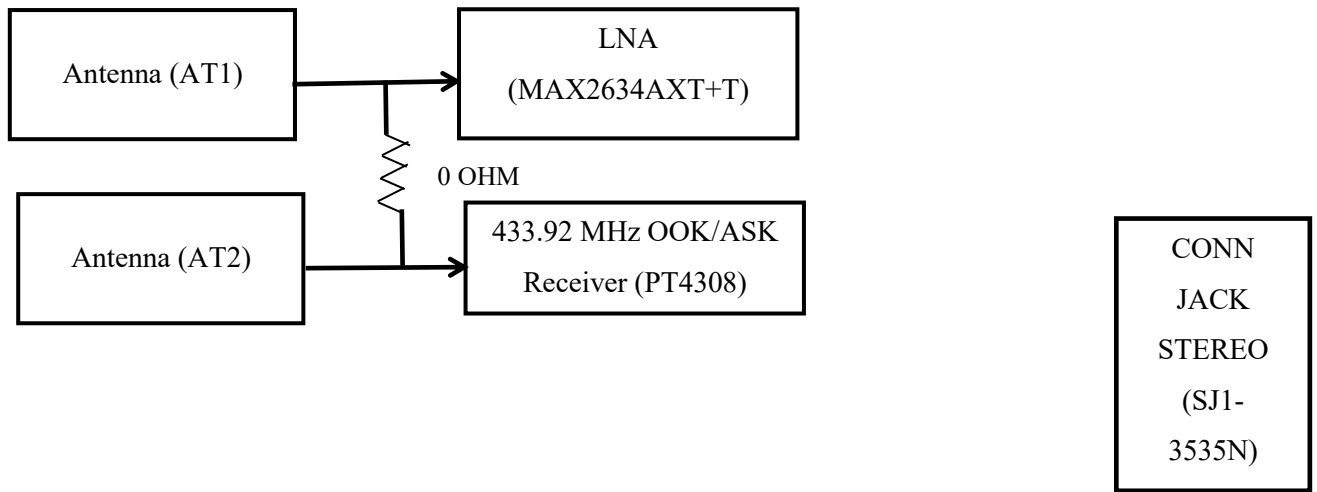 Antenna (AT1)
LNA
(MAX2634AXT+T)
0 OHM
Antenna (AT2)
433.92 MHz OOK/ASK
Receiver (PT4308)
CONN
JACK
STEREO
(SJ1-
3535N)